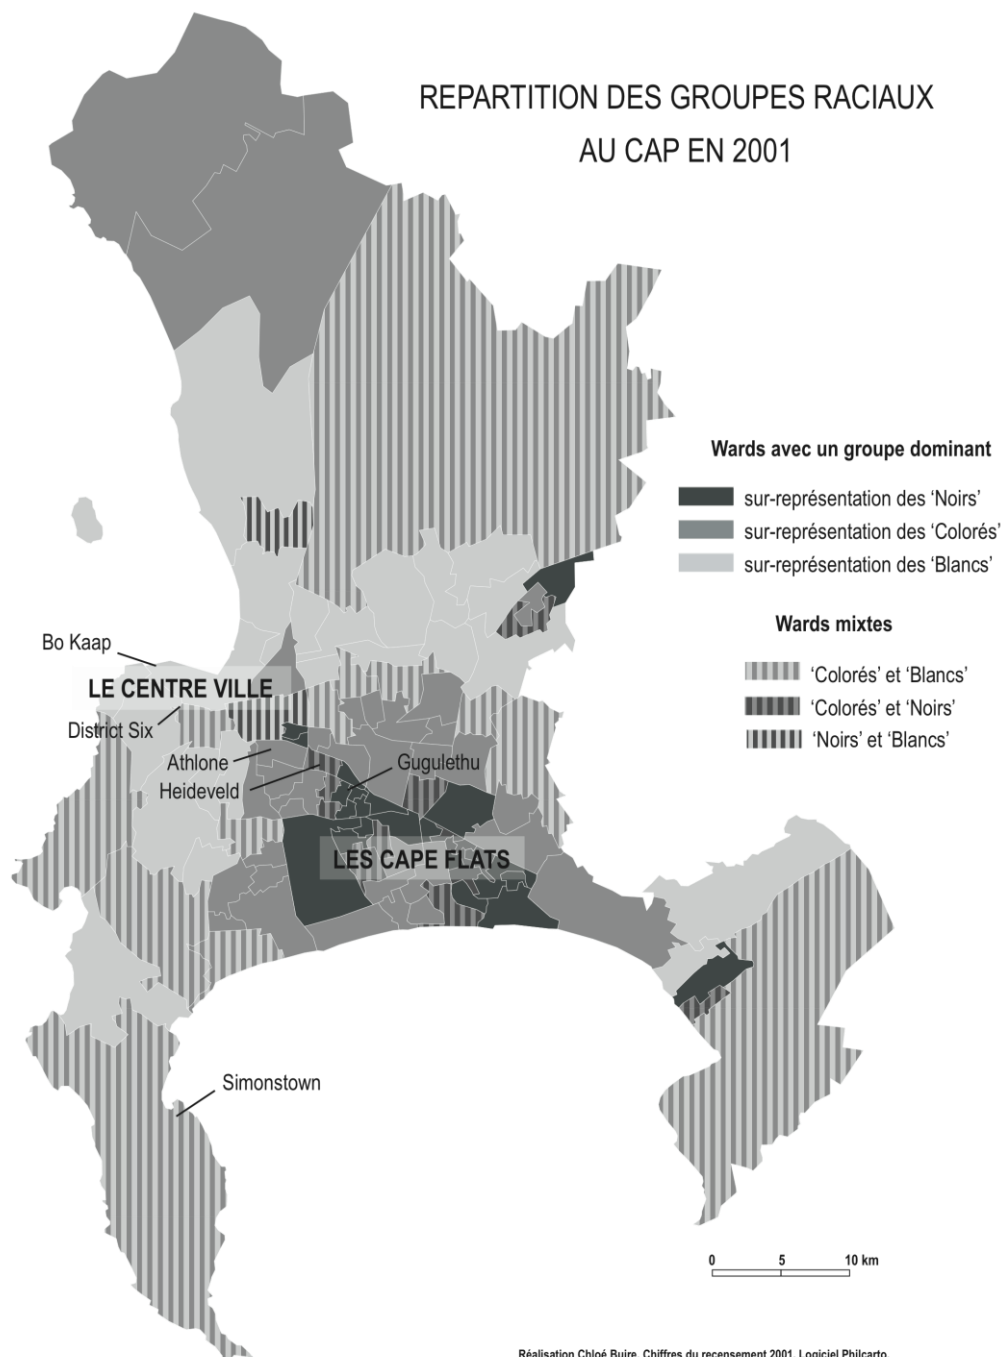 REPARTITION DES GROUPES RACIAUX
AU CAP EN 2001
Wards avec un groupe dominant
sur-représentation des ‘Noirs’
sur-représentation des ‘Colorés’
sur-représentation des ‘Blancs’
Wards mixtes
‘Colorés’ et ‘Blancs’
‘Colorés’ et ‘Noirs’
‘Noirs’ et ‘Blancs’
Bo Kaap
LE CENTRE VILLE
District Six
Athlone
Heideveld
Gugulethu
LES CAPE FLATS
Simonstown
0 5 10 km
Réalisation Chloé Buire. Chiffres du recensement 2001. Logiciel Philcarto.